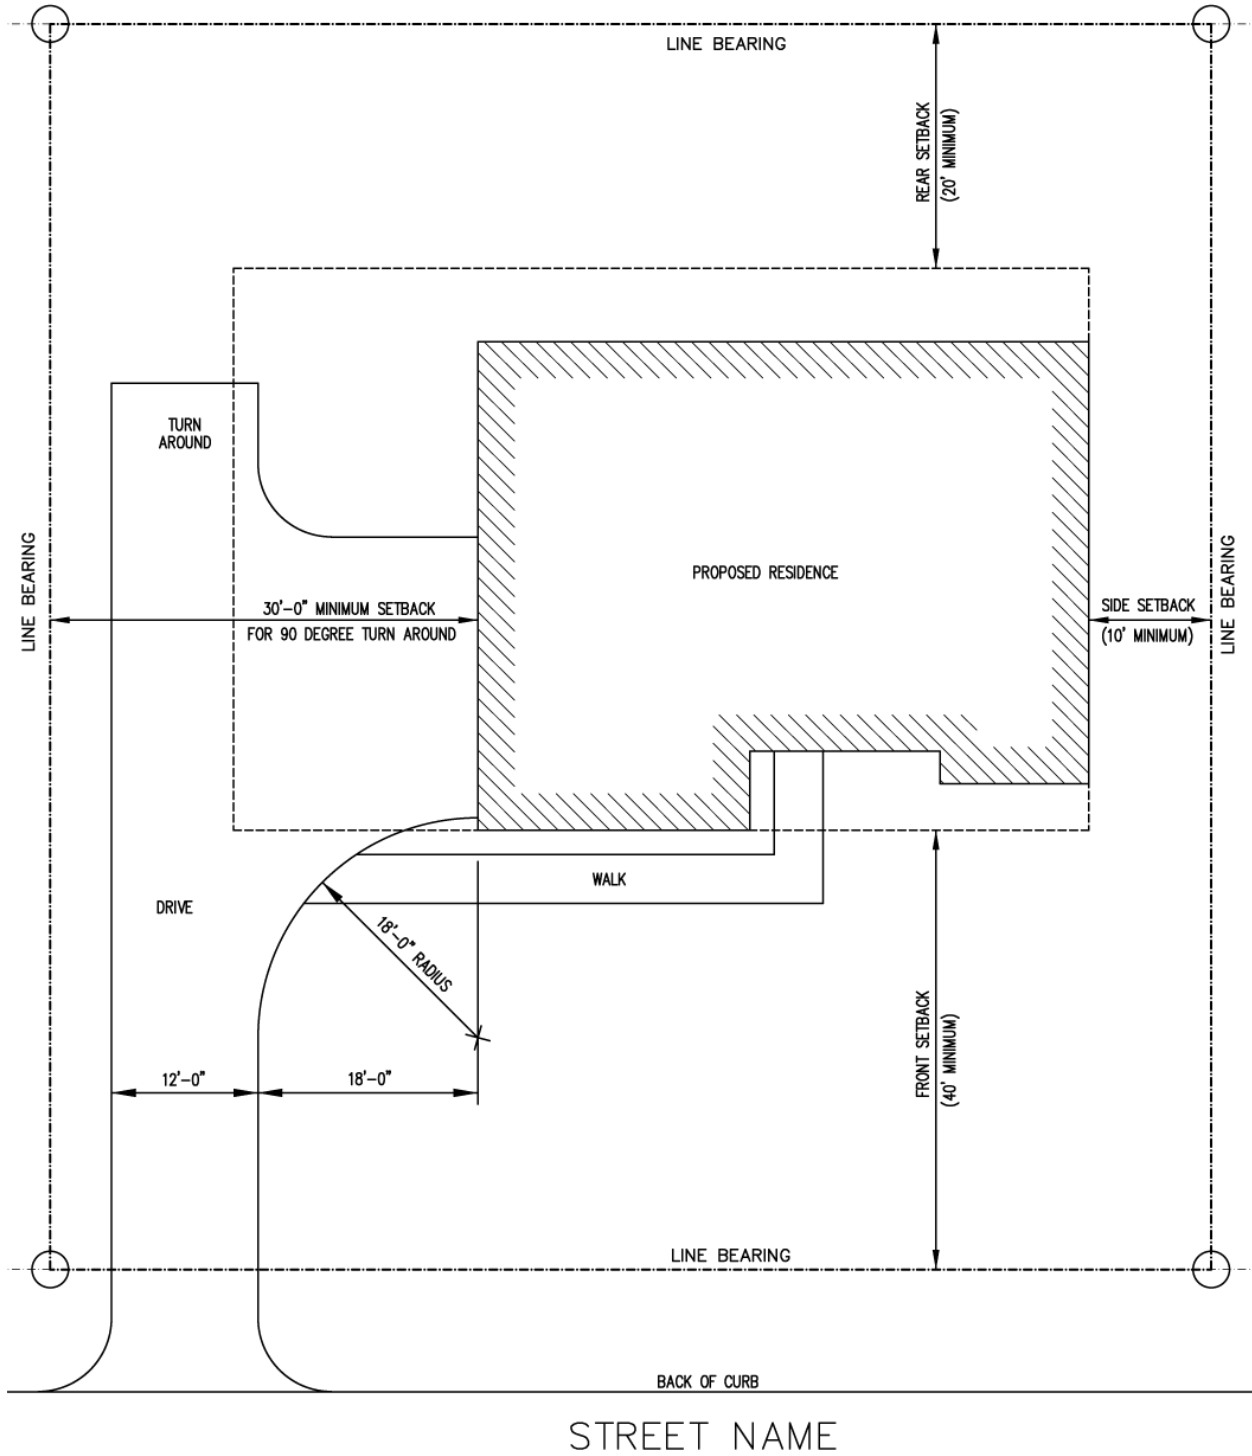 LINE BEARING
REAR SETBACK
(20' MINIMUM)
TURN
AROUND
LINE BEARING
PROPOSED RESIDENCE
30'-0" MINIMUM SETBACK
FOR 90 DEGREE TURN AROUND
SIDE SETBACK
(10' MINIMUM)
LINE BEARING
WALK
DRIVE
18'-0" RADIUS
FRONT SETBACK
(40' MINIMUM)
12'-0"
18'-0"
LINE BEARING
BACK OF CURB
STREET NAME